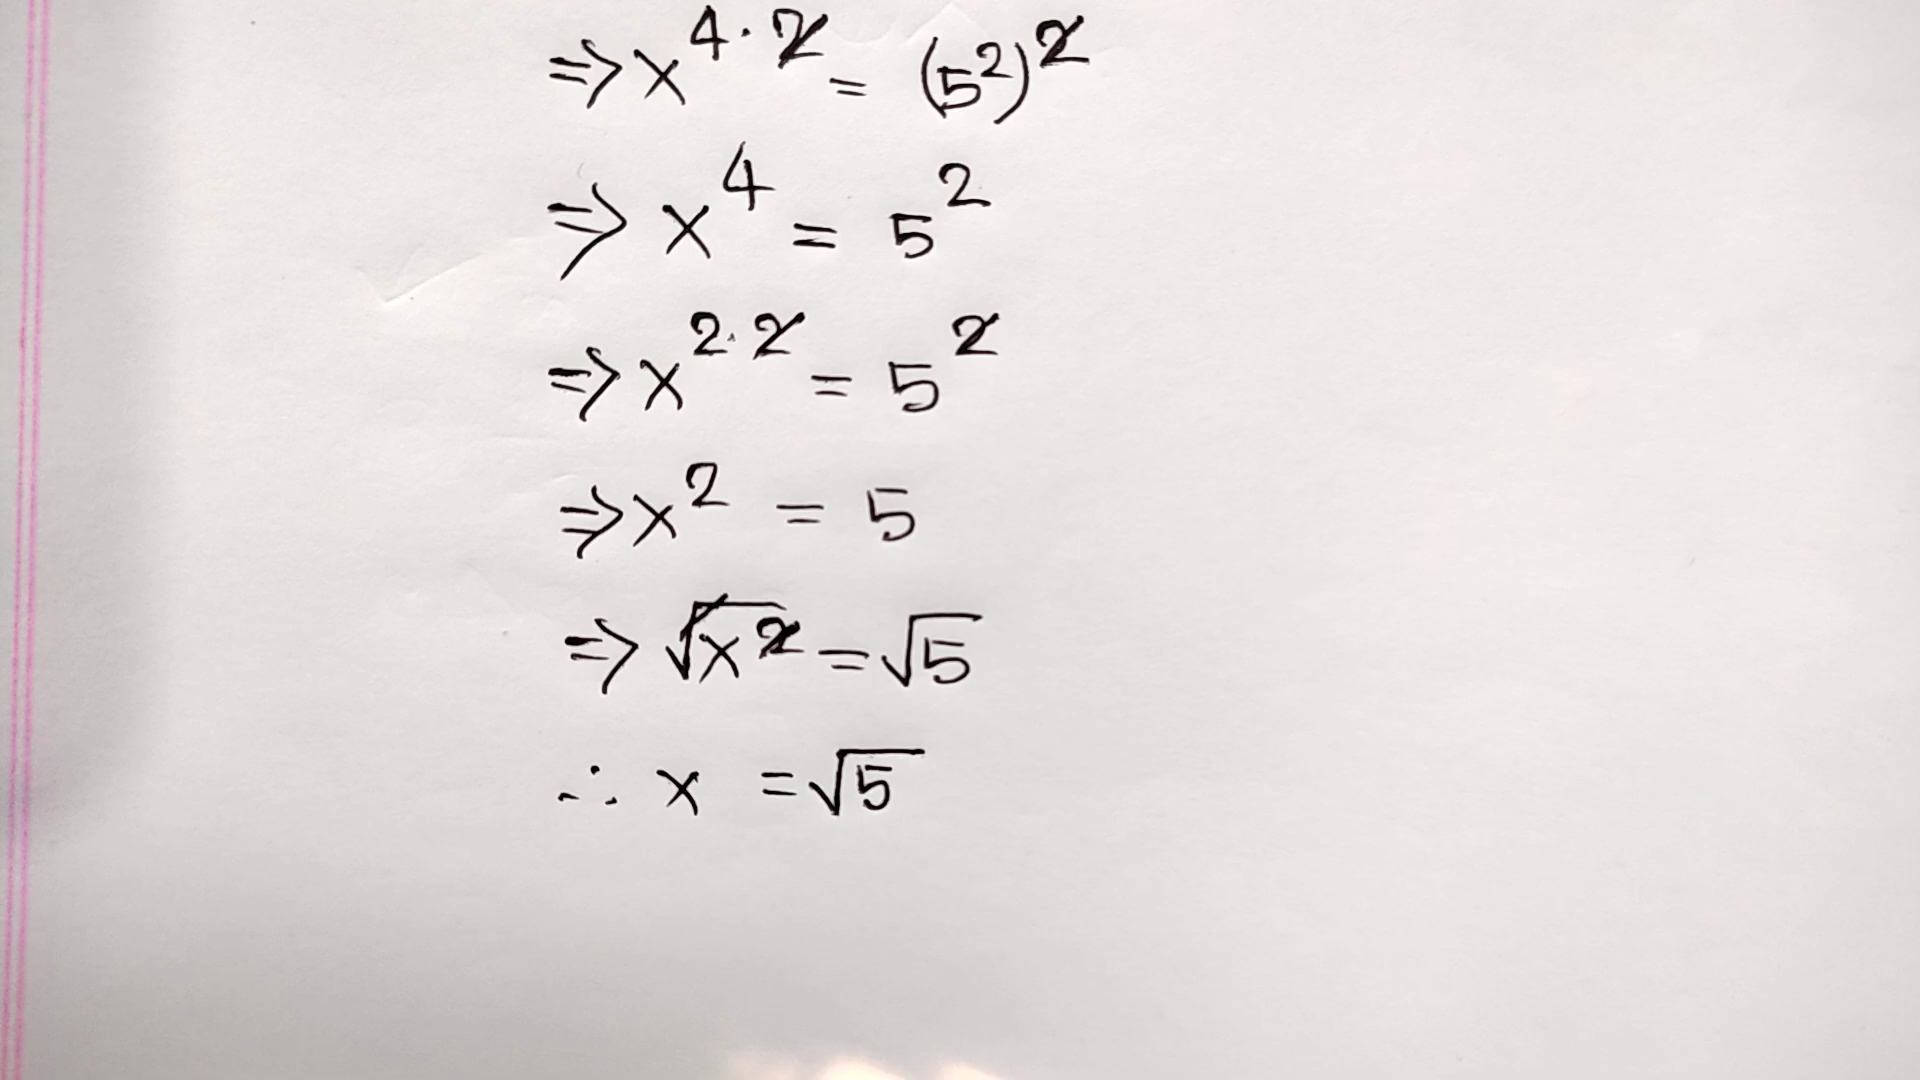 ⇒ x^{4·2} = (5^2)^2
⇒ x^4 = 5^2
⇒ x^{2·2} = 5^2
⇒ x^2 = 5
⇒ √x^2 = √5
∴ x = √5